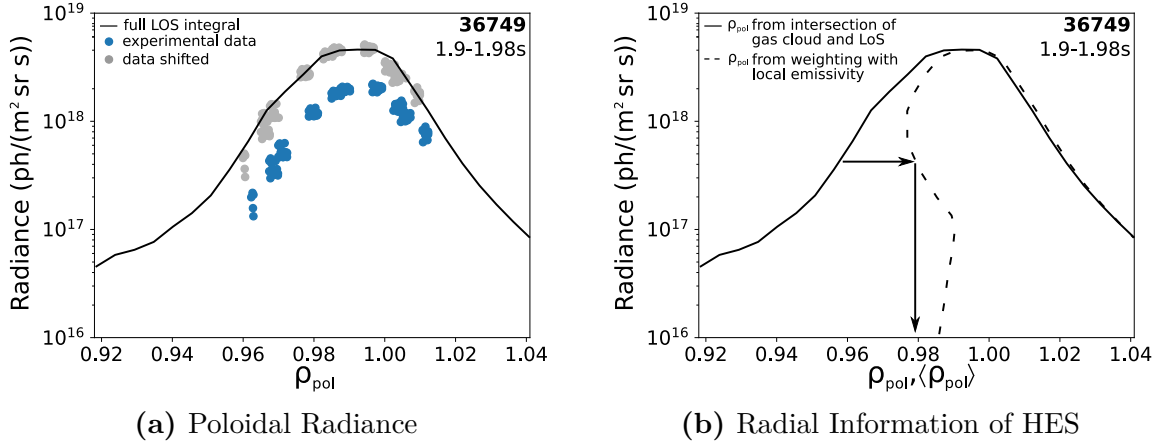 full LOS integral
experimental data
data shifted
36749
1.9-1.98s
Radiance (ph/(m² sr s))
10¹⁹
10¹⁸
10¹⁷
10¹⁶
0.92 0.94 0.96 0.98 1.00 1.02 1.04
ρpol
(a) Poloidal Radiance
ρpol from intersection of
gas cloud and LoS
ρpol from weighting with
local emissivity
36749
1.9-1.98s
Radiance (ph/(m² sr s))
10¹⁹
10¹⁸
10¹⁷
10¹⁶
0.92 0.94 0.96 0.98 1.00 1.02 1.04
ρpol,⟨ρpol⟩
(b) Radial Information of HES